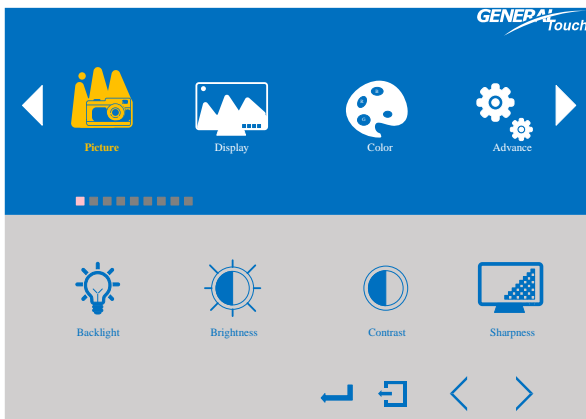 GENERAL
Touch
Picture
Display
Color
Advance
Backlight
Brightness
Contrast
Sharpness